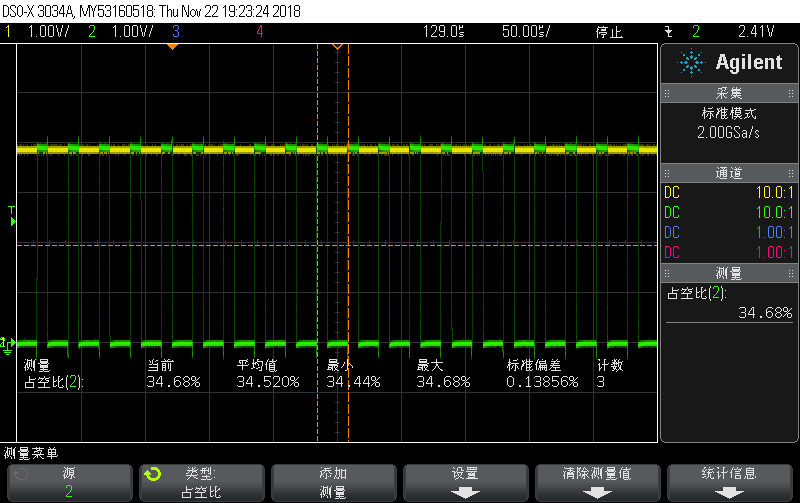 DSO-X 3034A, MY53160518: Thu Nov 22 19:23:24 2018
1 1.00V/ 2 1.00V/ 3 4 129.0s 50.00s/ 停止 2 2.41V
Agilent
采集
标准模式
2.00GSa/s
通道
DC 10.0:1
DC 10.0:1
DC 1.00:1
DC 1.00:1
测量
占空比(2):
34.68%
T
2
测量 当前 平均值 最小 最大 标准偏差 计数
占空比(2): 34.68% 34.520% 34.44% 34.68% 0.13856% 3
测量菜单
源
2
类型:
占空比
添加
测量
设置
清除测量值
统计信息